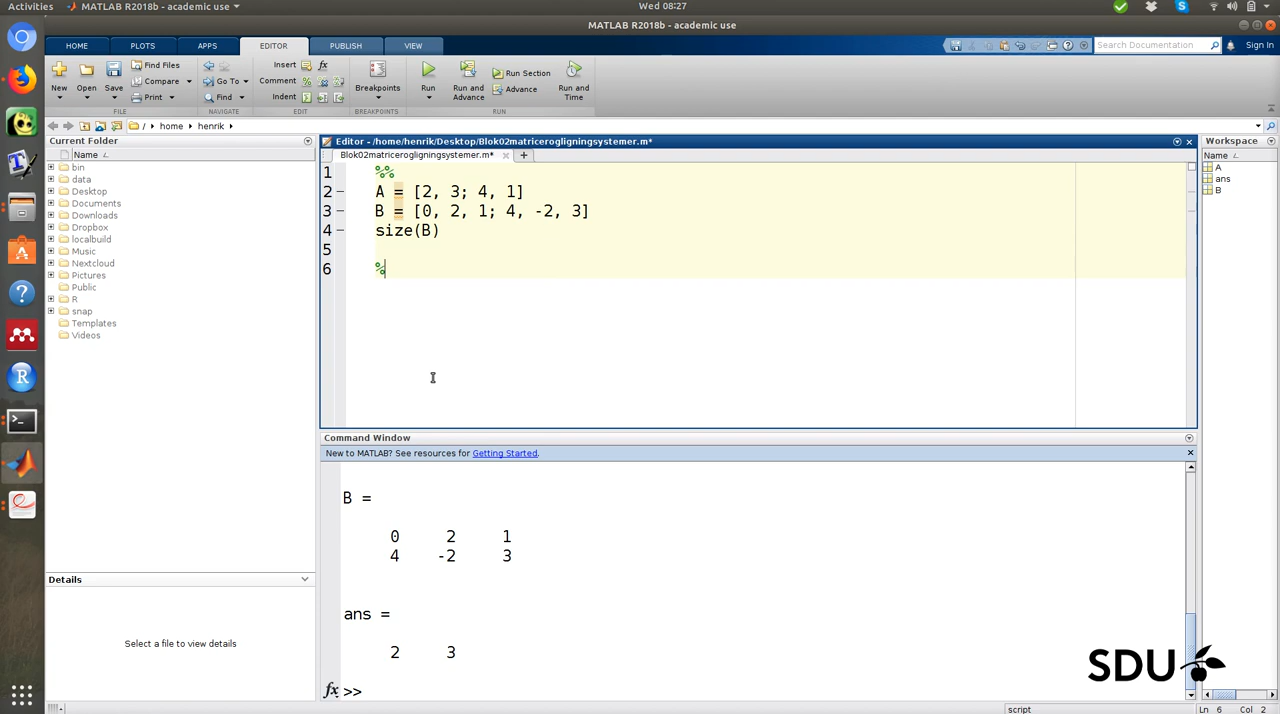 Activities
MATLAB R2018b - academic use
Wed 08:27
MATLAB R2018b - academic use
HOME PLOTS APPS EDITOR PUBLISH VIEW
Search Documentation
Sign In
New Open Save
Find Files
Compare
Print
Go To
Find
Insert fx
Comment %
Indent
Breakpoints
Run
Run and Advance
Run Section
Advance
Run and Time
FILE NAVIGATE EDIT BREAKPOINTS RUN
/ home henrik
Current Folder
Name
bin
data
Desktop
Documents
Downloads
Dropbox
localbuild
Music
Nextcloud
Pictures
Public
R
snap
Templates
Videos
Details
Select a file to view details
Editor - /home/henrik/Desktop/Blok02matricerogligningsystemer.m*
Blok02matricerogligningsystemer.m*
1 %%
2 A = [2, 3; 4, 1]
3 B = [0, 2, 1; 4, -2, 3]
4 size(B)
5
6 %
Command Window
New to MATLAB? See resources for Getting Started.
B =
0 2 1
4 -2 3
ans =
2 3
fx >>
Workspace
Name
A
ans
B
SDU
script
Ln 6 Col 2